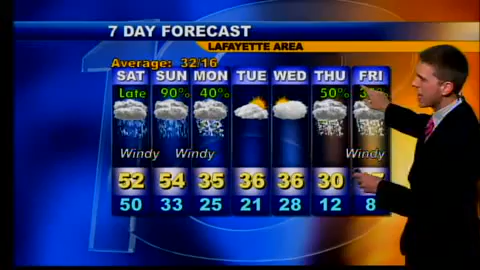 7 DAY FORECAST
LAFAYETTE AREA
Average: 32/16
SAT SUN MON TUE WED THU FRI
Late 90% 40% 50%
Windy Windy Windy
52 54 35 36 36 30
50 33 25 21 28 12 8